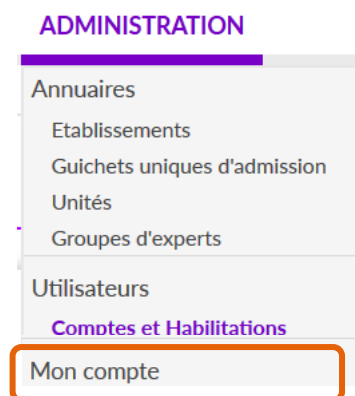 ADMINISTRATION
Annuaires
Etablissements
Guichets uniques d'admission
Unités
Groupes d'experts
Utilisateurs
Comptes et Habilitations
Mon compte